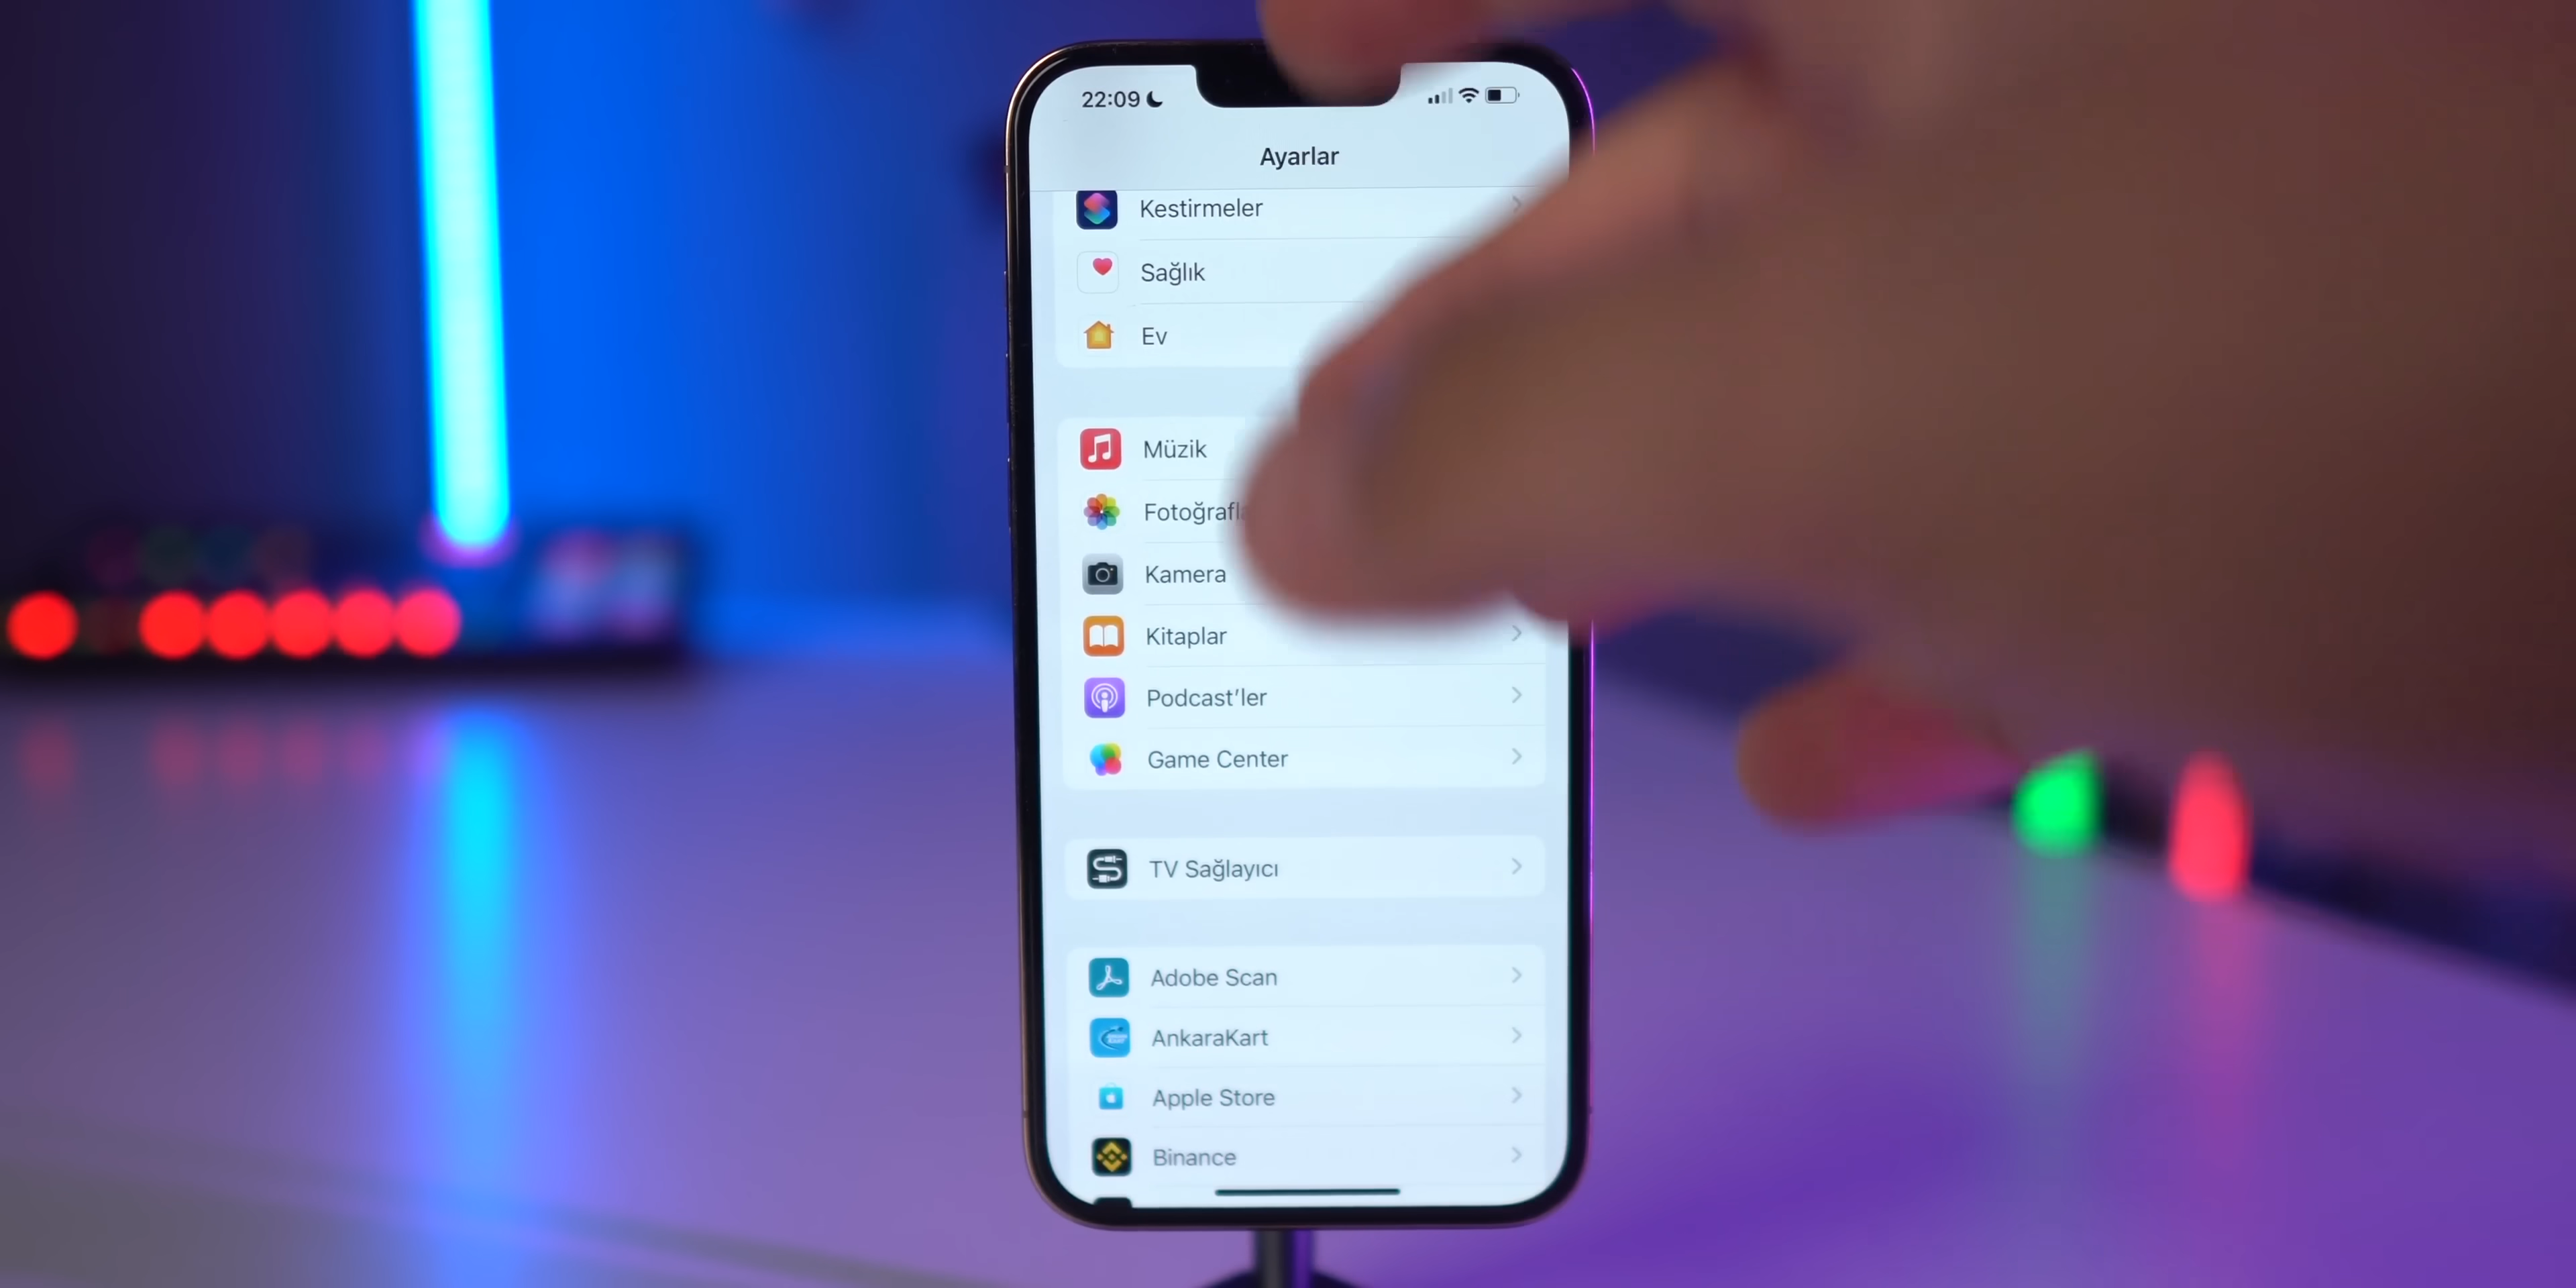 22:09
Ayarlar
Kestirmeler
Sağlık
Ev
Müzik
Kamera
Kitaplar
Podcast'ler
Game Center
TV Sağlayıcı
Adobe Scan
AnkaraKart
Apple Store
Binance